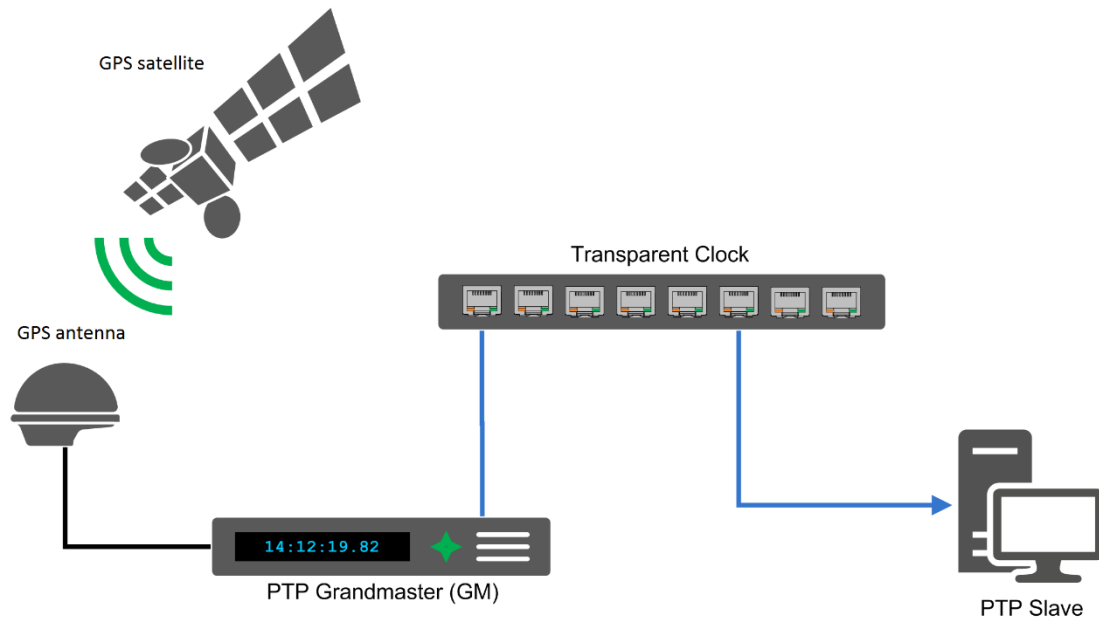 GPS satellite
Transparent Clock
GPS antenna
14:12:19.82
PTP Grandmaster (GM)
PTP Slave